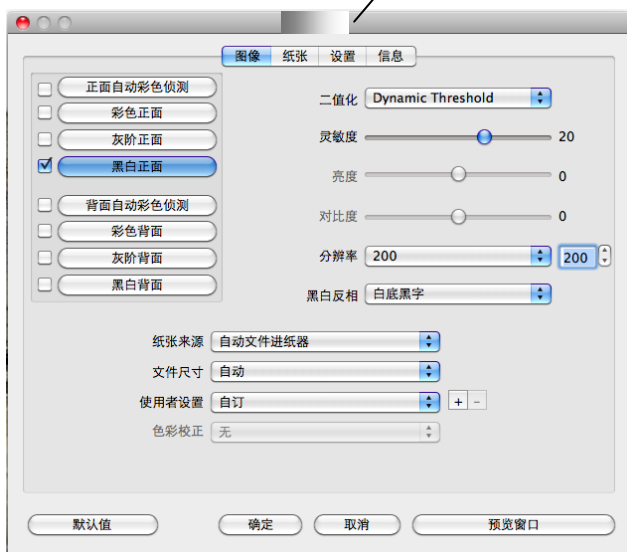 图像 纸张 设置 信息
正面自动彩色侦测
彩色正面
灰阶正面
黑白正面
背面自动彩色侦测
彩色背面
灰阶背面
黑白背面
二值化 Dynamic Threshold
灵敏度 20
亮度 0
对比度 0
分辨率 200 200
黑白反相 白底黑字
纸张来源 自动文件进纸器
文件尺寸 自动
使用者设置 自订 + -
色彩校正 无
默认值 确定 取消 预览窗口